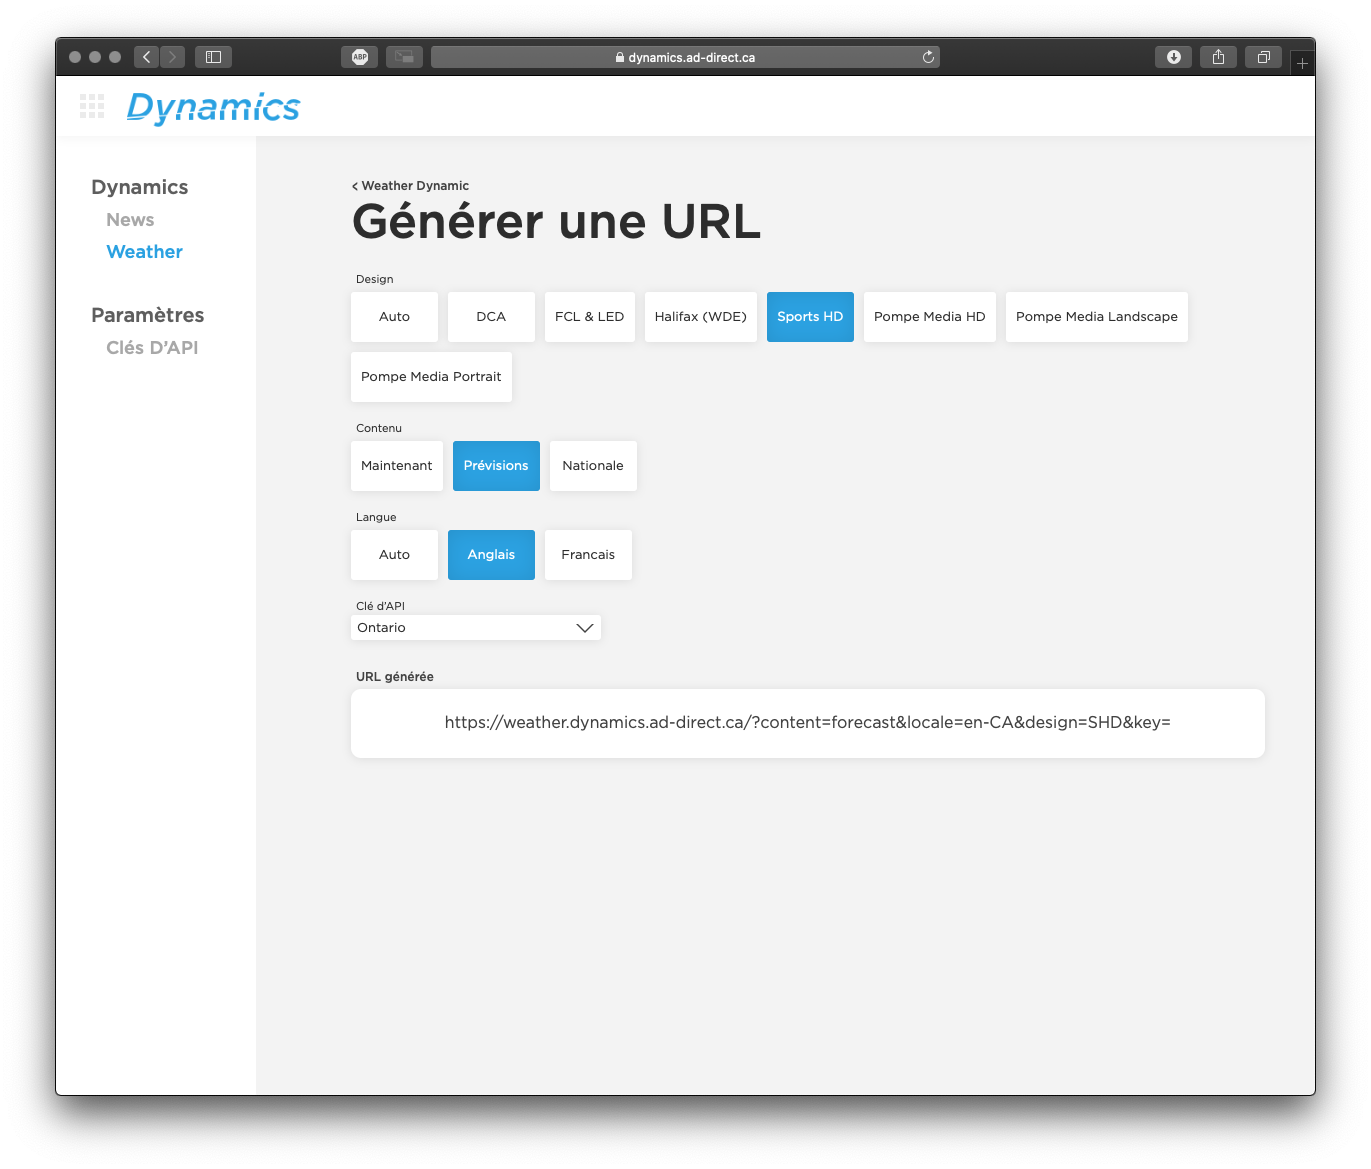 ABP
dynamics.ad-direct.ca
Dynamics
Dynamics
News
Weather
Paramètres
Clés D'API
< Weather Dynamic
Générer une URL
Design
Auto
DCA
FCL & LED
Halifax (WDE)
Sports HD
Pompe Media HD
Pompe Media Landscape
Pompe Media Portrait
Contenu
Maintenant
Prévisions
Nationale
Langue
Auto
Anglais
Francais
Clé d'API
Ontario
URL générée
https://weather.dynamics.ad-direct.ca/?content=forecast&locale=en-CA&design=SHD&key=